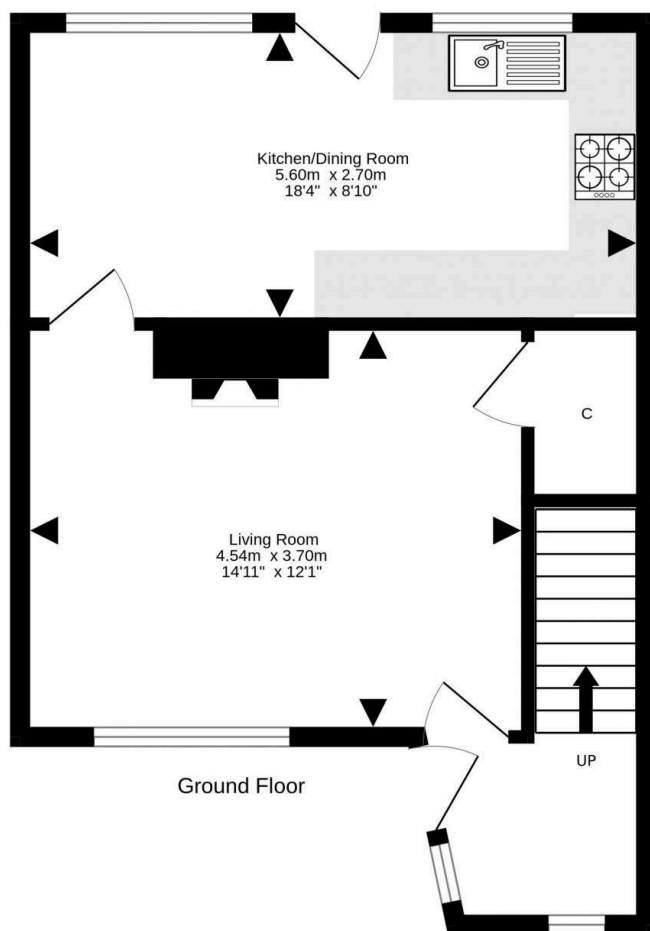 Kitchen/Dining Room
5.60m x 2.70m
18'4" x 8'10"
C
Living Room
4.54m x 3.70m
14'11" x 12'1"
UP
Ground Floor